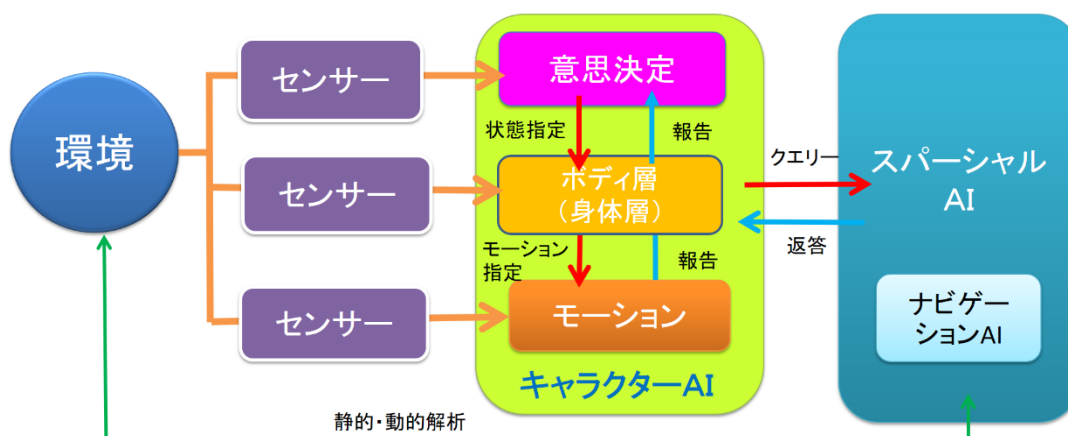 環境
センサー
センサー
センサー
意思決定
状態指定
報告
ボディ層
（身体層）
モーション
指定
報告
モーション
キャラクターAI
クエリー
返答
スパーシャル
AI
ナビゲー
ションAI
静的・動的解析